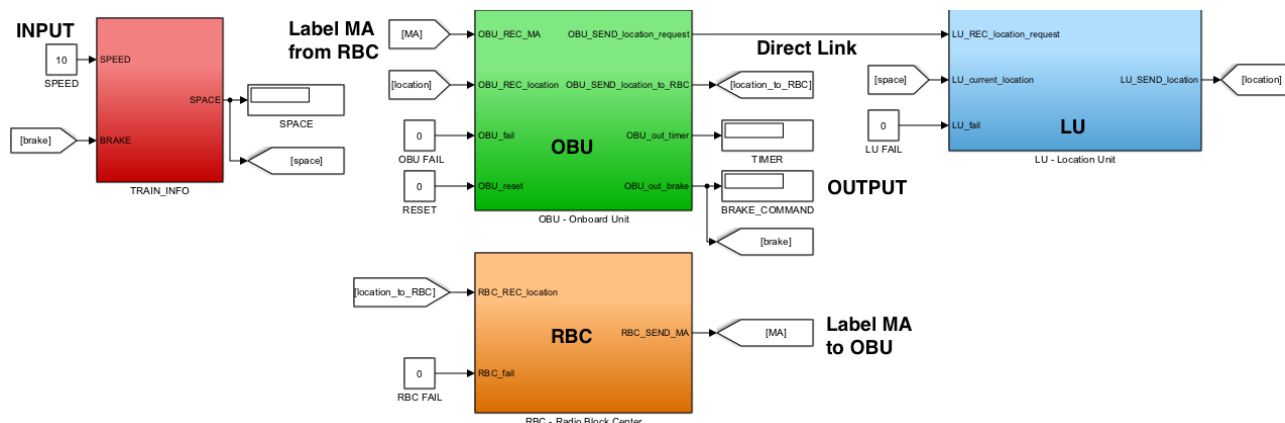 INPUT
10
SPEED
[brake]
SPEED
BRAKE
SPACE
TRAIN_INFO
SPACE
[space]
Label MA
from RBC
[MA]
[location]
0
OBU FAIL
0
RESET
OBU_REC_MA
OBU_REC_location
OBU_fail
OBU_reset
OBU
OBU_SEND_location_request
OBU_SEND_location_to_RBC
OBU_out_timer
OBU_out_brake
OBU - Onboard Unit
Direct Link
[location_to_RBC]
TIMER
BRAKE_COMMAND
OUTPUT
[brake]
[space]
0
LU FAIL
LU_REC_location_request
LU_current_location
LU_fail
LU
LU_SEND_location
LU - Location Unit
[location]
[location_to_RBC]
0
RBC FAIL
RBC_REC_location
RBC_fail
RBC
RBC_SEND_MA
RBC - Radio Block Center
[MA]
Label MA
to OBU